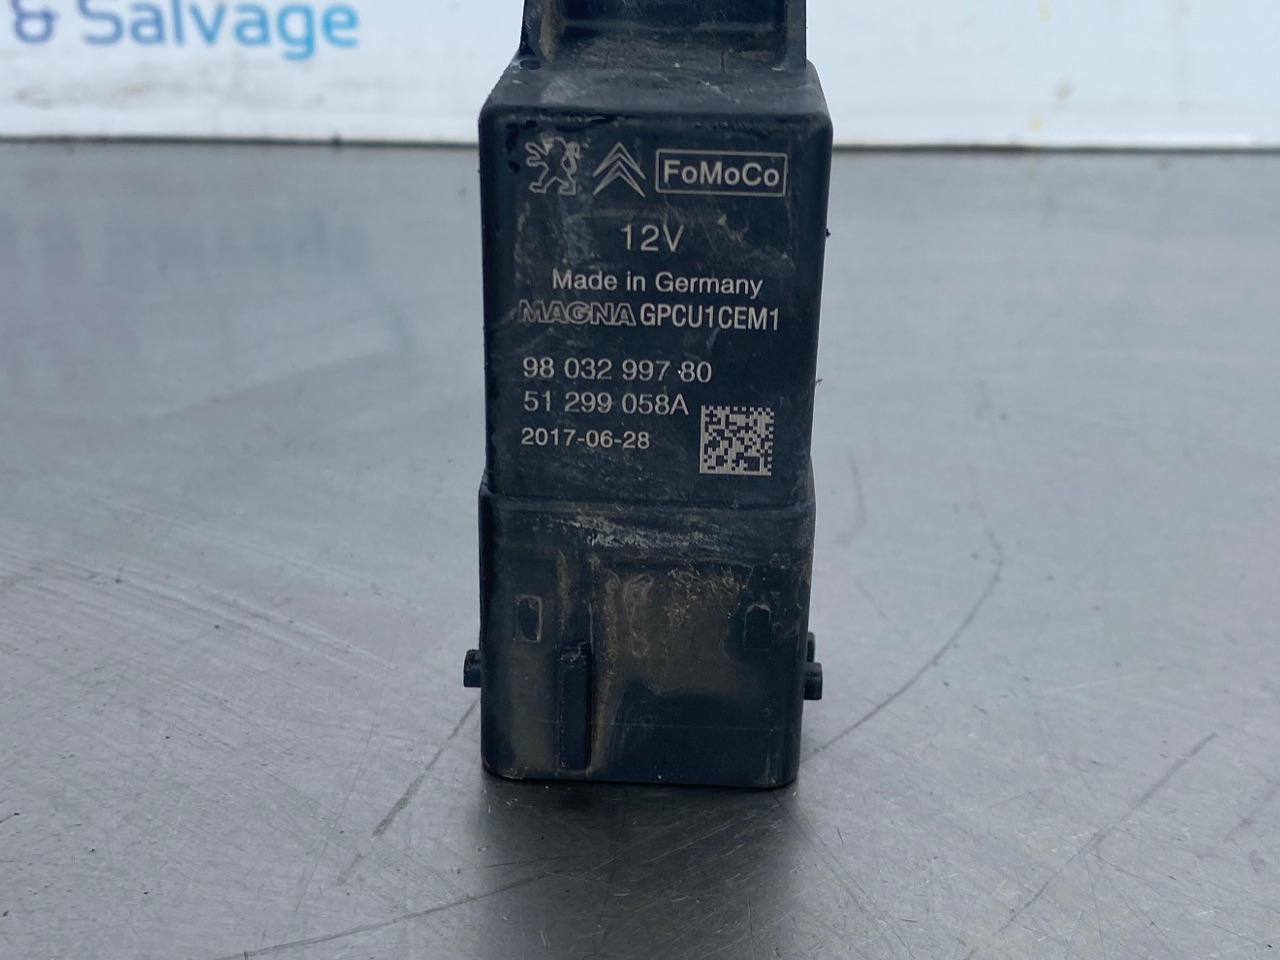 & Salvage
FoMoCo
12V
Made in Germany
MAGNA GPCU1CEM1
98 032 997 80
51 299 058A
2017-06-28